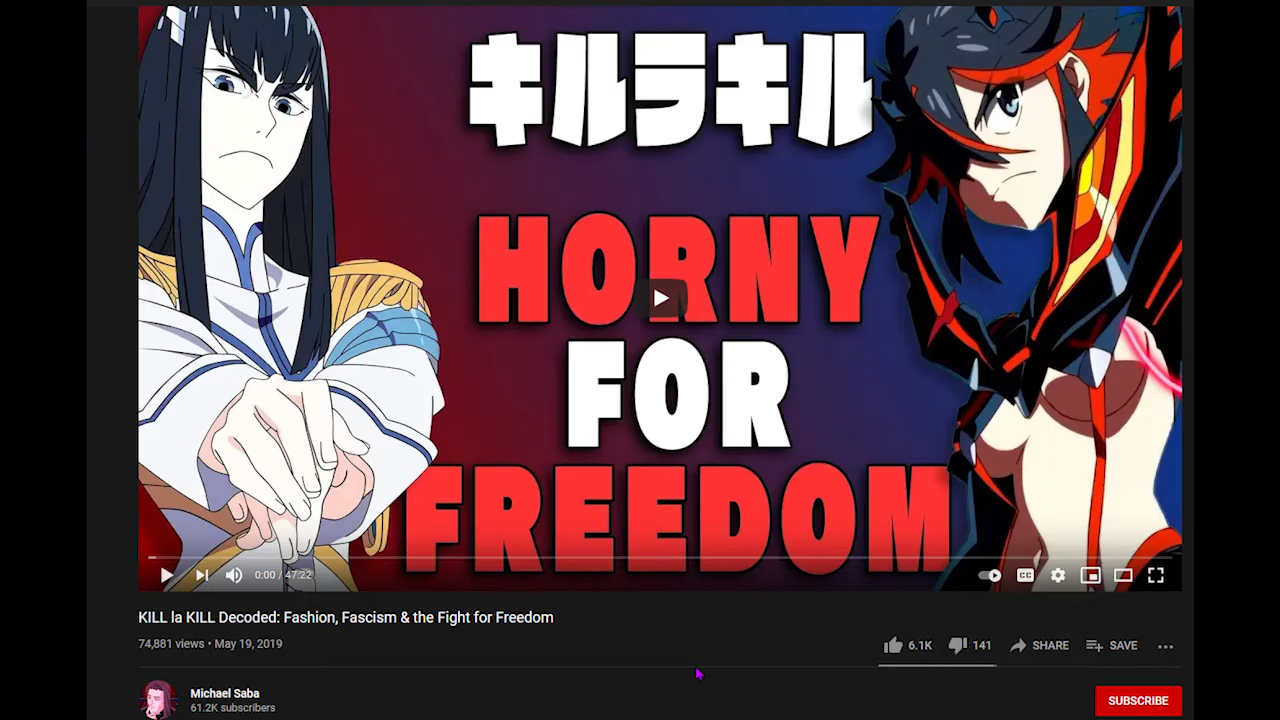 キルラキル
HORNY
FOR
FREEDOM
0:00 / 47:22
CC
KILL la KILL Decoded: Fashion, Fascism & the Fight for Freedom
74,881 views • May 19, 2019
6.1K 141 SHARE SAVE
Michael Saba
61.2K subscribers
SUBSCRIBE